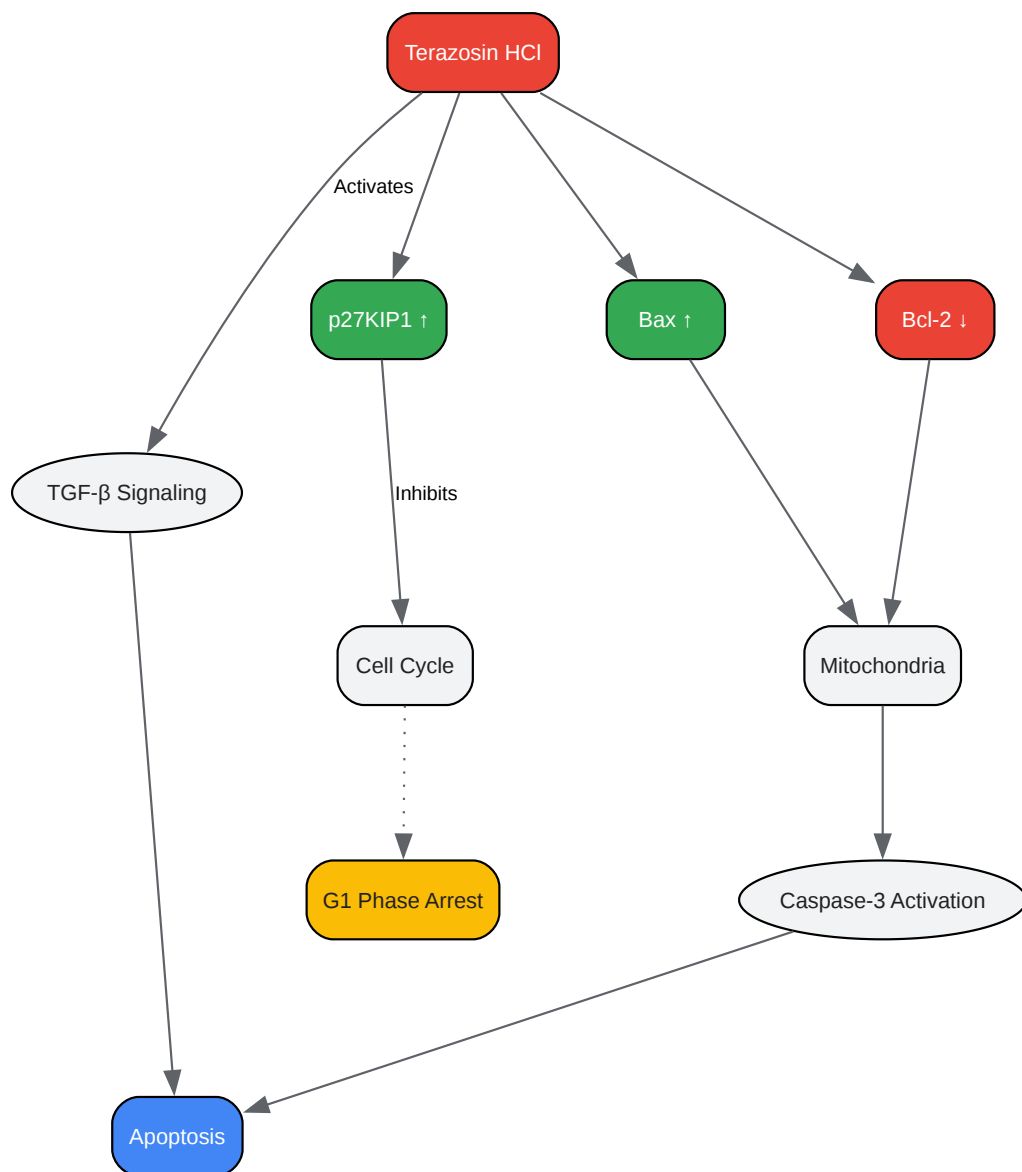 Terazosin HCl
Activates
p27KIP1 ↑
Bax ↑
Bcl-2 ↓
TGF-β Signaling
Inhibits
Cell Cycle
Mitochondria
G1 Phase Arrest
Caspase-3 Activation
Apoptosis